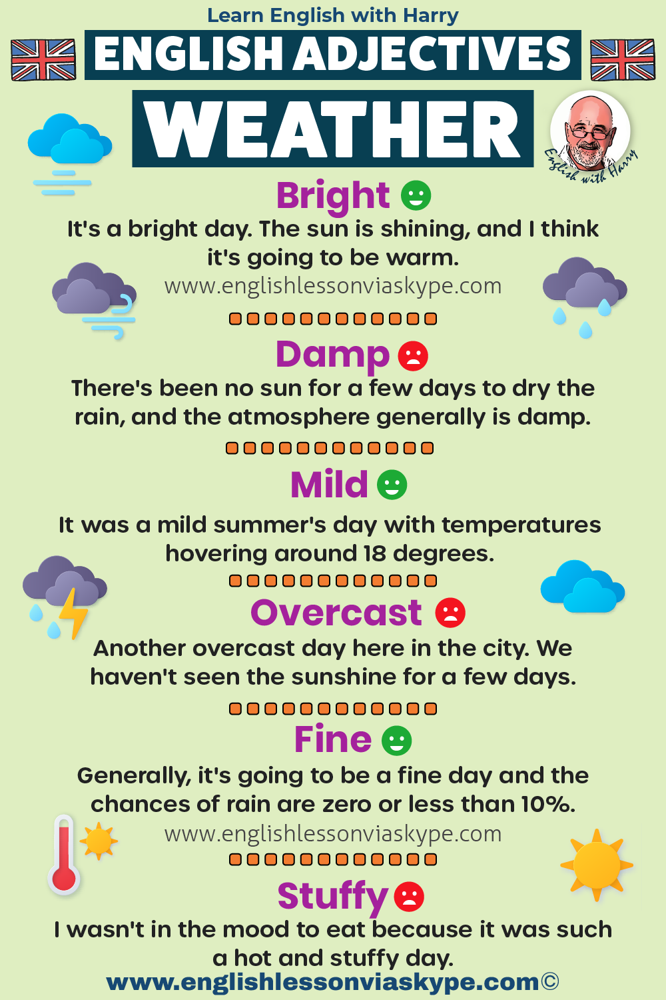 Learn English with Harry
ENGLISH ADJECTIVES
WEATHER
English with Harry
Bright
It's a bright day. The sun is shining, and I think
it's going to be warm.
www.englishlessonviaskype.com
Damp
There's been no sun for a few days to dry the
rain, and the atmosphere generally is damp.
Mild
It was a mild summer's day with temperatures
hovering around 18 degrees.
Overcast
Another overcast day here in the city. We
haven't seen the sunshine for a few days.
Fine
Generally, it's going to be a fine day and the
chances of rain are zero or less than 10%.
www.englishlessonviaskype.com
Stuffy
I wasn't in the mood to eat because it was such
a hot and stuffy day.
www.englishlessonviaskype.com©